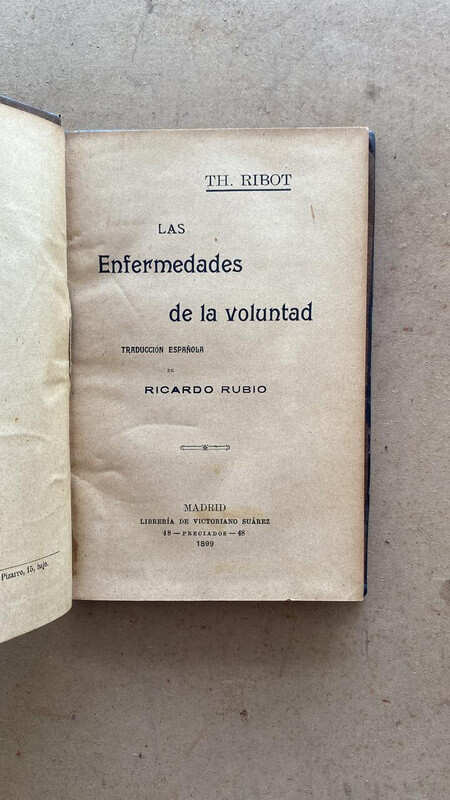 TH. RIBOT
LAS
Enfermedades
de la voluntad
TRADUCCIÓN ESPAÑOLA
DE
RICARDO RUBIO
MADRID
LIBRERÍA DE VICTORIANO SUÁREZ
48 — PRECIADOS — 48
1899
Pizarro, 15, bajo.